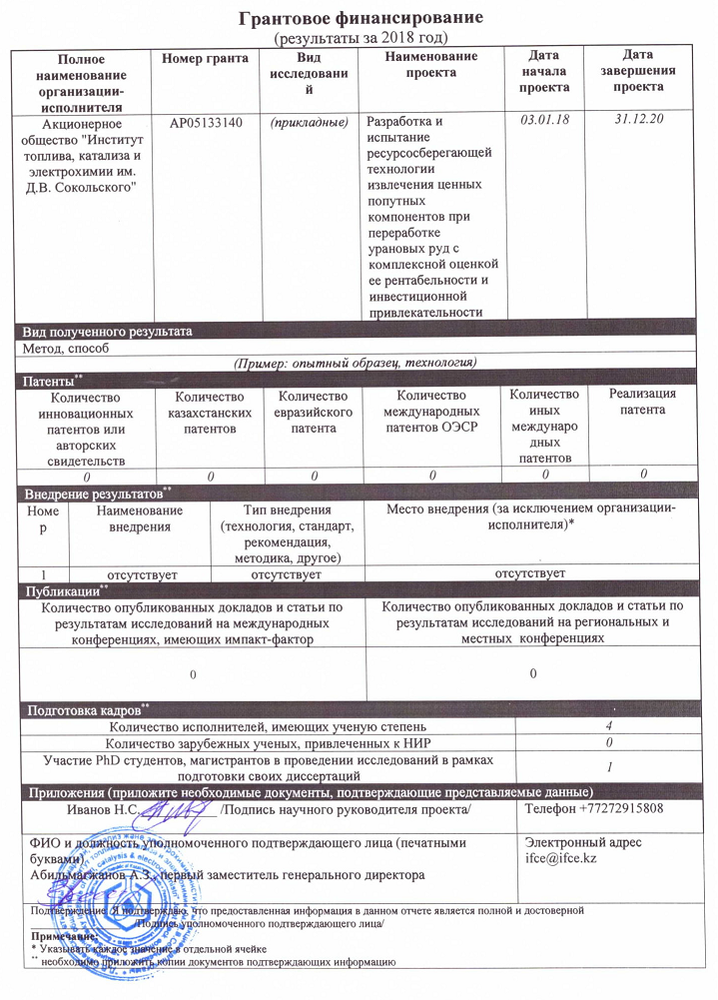 Грантовое финансирование
(результаты за 2018 год)
Полное наименование организации-исполнителя
Номер гранта
Вид исследований
Наименование проекта
Дата начала проекта
Дата завершения проекта
Акционерное
общество "Институт
топлива, катализа и
электрохимии им.
Д.В. Сокольского"
АР05133140
(прикладные)
Разработка и
испытание
ресурсосберегающей
технологии
извлечения ценных
попутных
компонентов при
переработке
урановых руд с
комплексной оценкой
ее рентабельности и
инвестиционной
привлекательности
03.01.18
31.12.20
Вид полученного результата
Метод, способ
(Пример: опытный образец, технология)
Патенты**
Количество
инновационных
патентов или
авторских
свидетельств
Количество
казахстанских
патентов
Количество
евразийского
патента
Количество
международных
патентов ОЭСР
Количество
иных
междунаро
дных
патентов
Реализация
патента
0 0 0 0 0 0
Внедрение результатов**
Номе
р
Наименование
внедрения
Тип внедрения
(технология, стандарт,
рекомендация,
методика, другое)
Место внедрения (за исключением организации-
исполнителя)*
1 отсутствует отсутствует отсутствует
Публикации**
Количество опубликованных докладов и статьи по
результатам исследований на международных
конференциях, имеющих импакт-фактор
Количество опубликованных докладов и статьи по
результатам исследований на региональных и
местных конференциях
0 0
Подготовка кадров**
Количество исполнителей, имеющих ученую степень 4
Количество зарубежных ученых, привлеченных к НИР 0
Участие PhD студентов, магистрантов в проведении исследований в рамках
подготовки своих диссертаций
1
Приложения (приложите необходимые документы, подтверждающие представляемые данные)
Иванов Н.С. /Подпись научного руководителя проекта/
Телефон +77272915808
ФИО и должность уполномоченного подтверждающего лица (печатными
буквами)
Абильмагжанов А.З., первый заместитель генерального директора
Электронный адрес
ifce@ifce.kz
Подтверждение Я подтверждаю, что предоставленная информация в данном отчете является полной и достоверной
/Подпись уполномоченного подтверждающего лица/
Примечание:
* Указывать каждое значение в отдельной ячейке
** необходимо приложить копии документов подтверждающих информацию